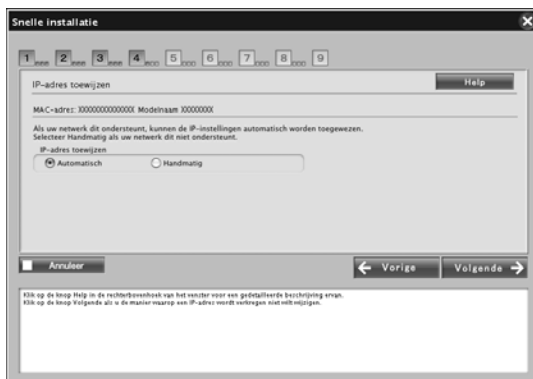 Snelle installatie
1 2 3 4 5 6 7 8 9
IP-adres toewijzen
Help
MAC-adres: XXXXXXXXXXXXXX Modelnaam XXXXXXXX
Als uw netwerk dit ondersteunt, kunnen de IP-instellingen automatisch worden toegewezen.
Selecteer Handmatig als uw netwerk dit niet ondersteunt.
IP-adres toewijzen
Automatisch Handmatig
Annuleer
Vorige
Volgende
Klik op de knop Help in de rechterbovenhoek van het venster voor een gedetailleerde beschrijving ervan.
Klik op de knop Volgende als u de manier waarop een IP-adres wordt verkregen niet wilt wijzigen.